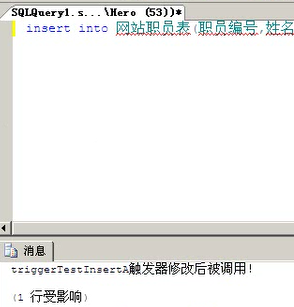 SQLQuery1.s...\Hero (53))*
insert into 网站职员表(职员编号,姓名
消息
triggerTestInsertA触发器修改后被调用!
(1 行受影响)